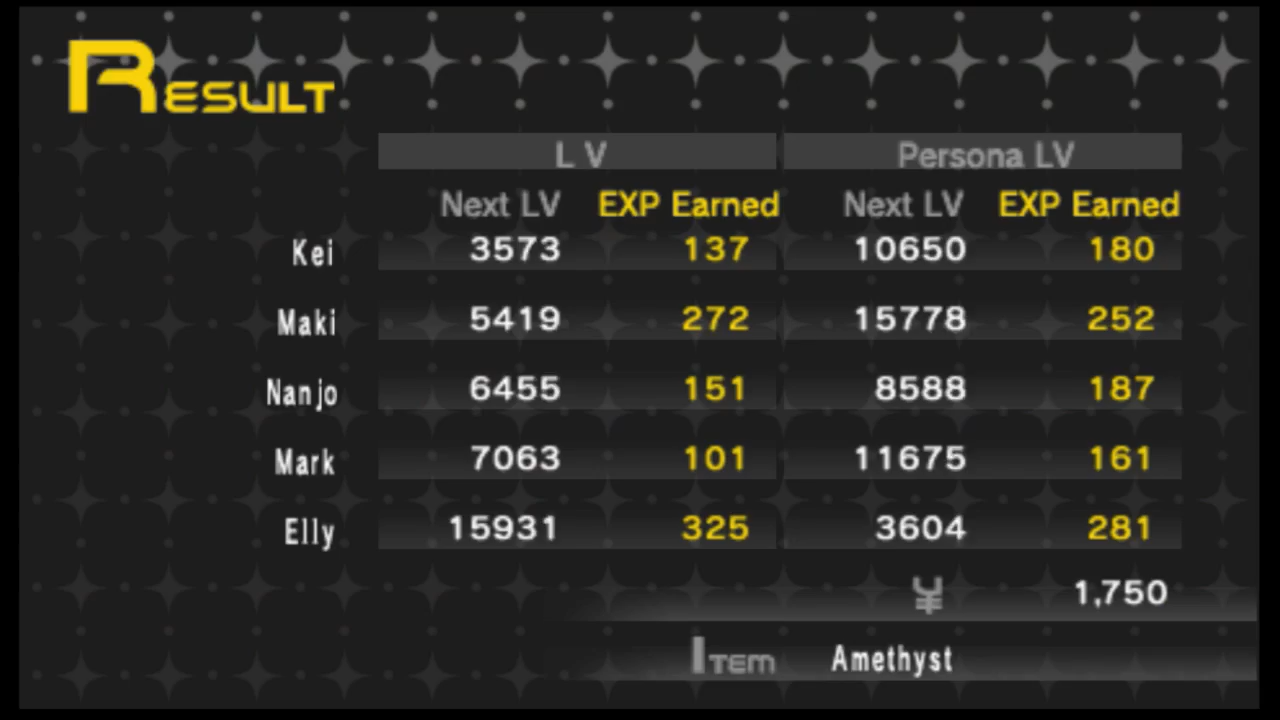 RESULT
LV Persona LV
Next LV EXP Earned Next LV EXP Earned
Kei 3573 137 10650 180
Maki 5419 272 15778 252
Nanjo 6455 151 8588 187
Mark 7063 101 11675 161
Elly 15931 325 3604 281
¥ 1,750
ITEM Amethyst